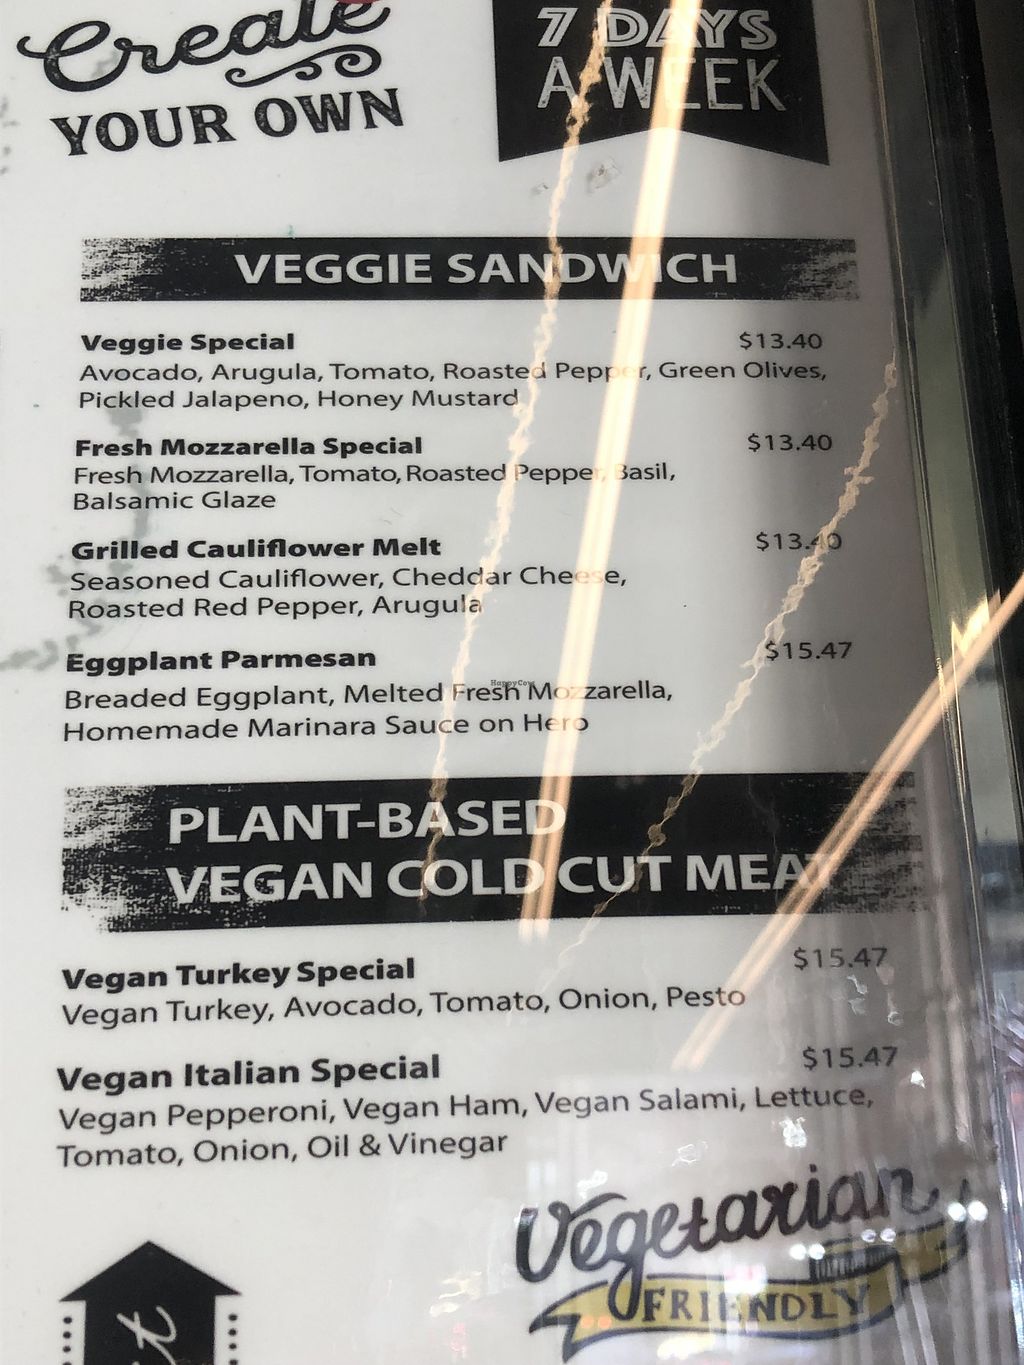 Create
YOUR OWN
7 DAYS
A WEEK
VEGGIE SANDWICH
Veggie Special $13.40
Avocado, Arugula, Tomato, Roasted Pepper, Green Olives,
Pickled Jalapeno, Honey Mustard
Fresh Mozzarella Special $13.40
Fresh Mozzarella, Tomato, Roasted Pepper, Basil,
Balsamic Glaze
Grilled Cauliflower Melt $13.40
Seasoned Cauliflower, Cheddar Cheese,
Roasted Red Pepper, Arugula
Eggplant Parmesan $15.47
HappyCow
Breaded Eggplant, Melted Fresh Mozzarella,
Homemade Marinara Sauce on Hero
PLANT-BASED
VEGAN COLD CUT MEAT
Vegan Turkey Special $15.47
Vegan Turkey, Avocado, Tomato, Onion, Pesto
Vegan Italian Special $15.47
Vegan Pepperoni, Vegan Ham, Vegan Salami, Lettuce,
Tomato, Onion, Oil & Vinegar
Vegetarian
FRIENDLY